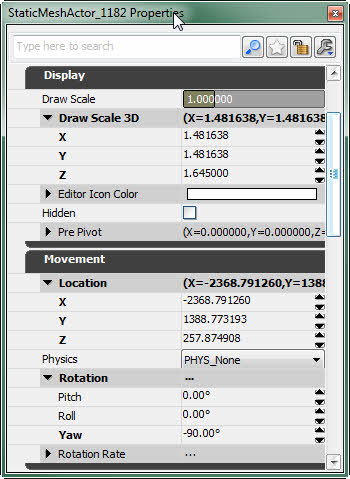 StaticMeshActor_1182 Properties
Type here to search
Display
Draw Scale 1.000000
Draw Scale 3D (X=1.481638,Y=1.481638
X 1.481638
Y 1.481638
Z 1.645000
Editor Icon Color
Hidden
Pre Pivot (X=0.000000,Y=0.000000,Z=
Movement
Location (X=-2368.791260,Y=1388
X -2368.791260
Y 1388.773193
Z 257.874908
Physics PHYS_None
Rotation ...
Pitch 0.00°
Roll 0.00°
Yaw -90.00°
Rotation Rate ...